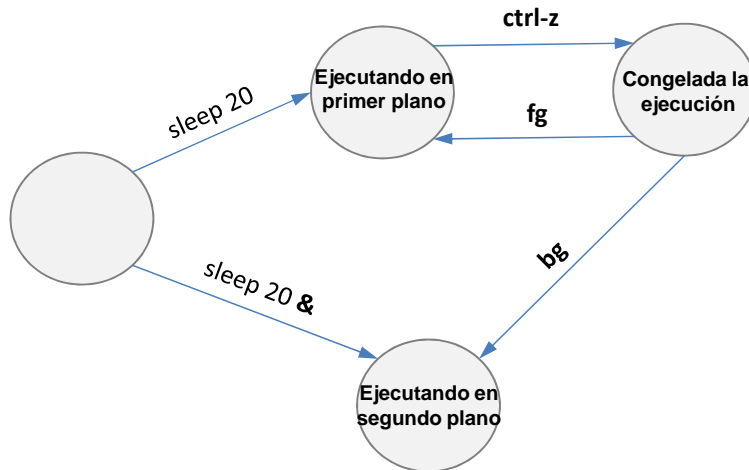 ctrl-z
Ejecutando en
primer plano
Congelada la
ejecución
sleep 20
fg
bg
sleep 20 &
Ejecutando en
segundo plano